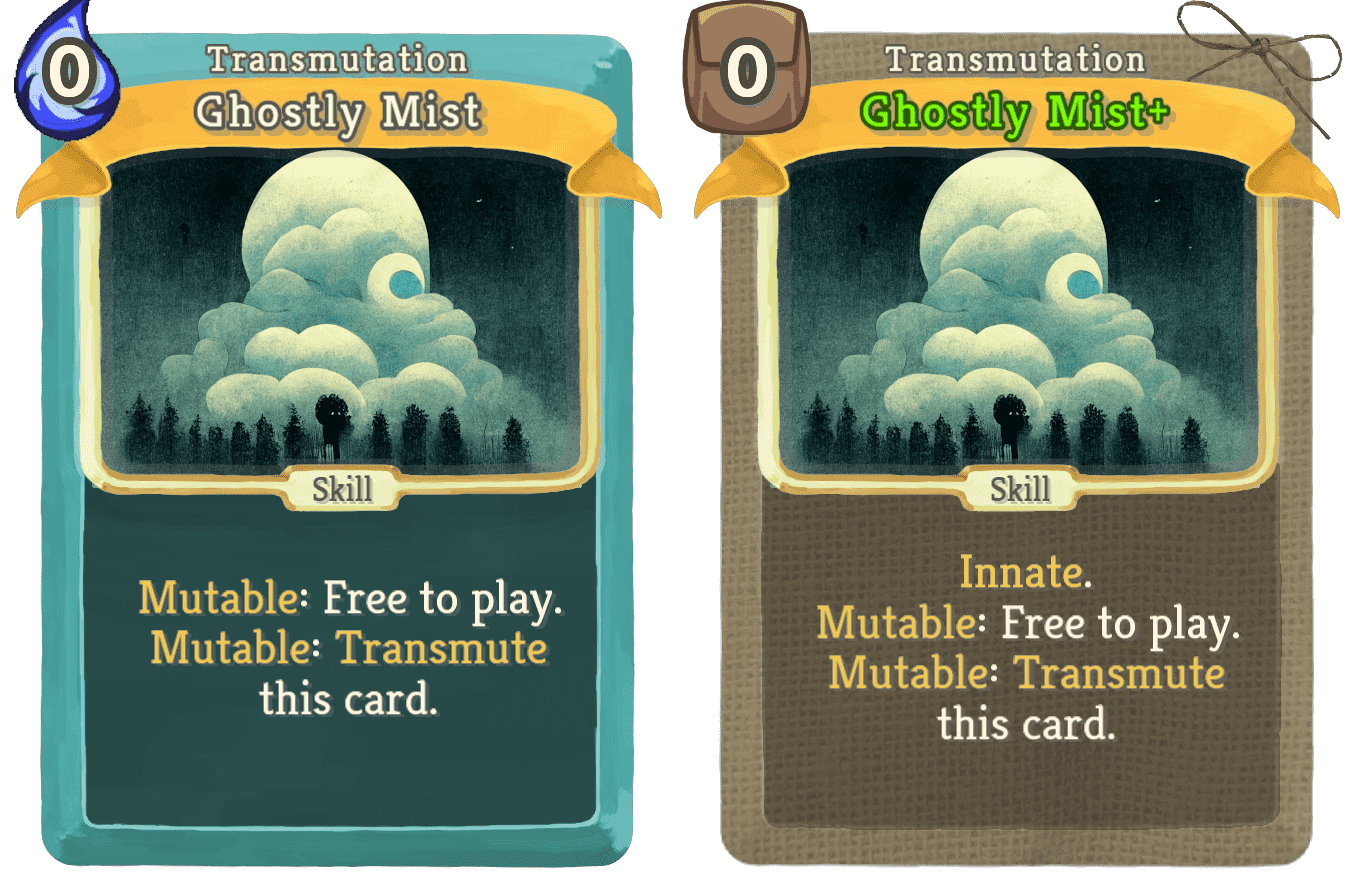 0
Transmutation
Ghostly Mist
Skill
Mutable: Free to play.
Mutable: Transmute
this card.
0
Transmutation
Ghostly Mist+
Skill
Innate.
Mutable: Free to play.
Mutable: Transmute
this card.